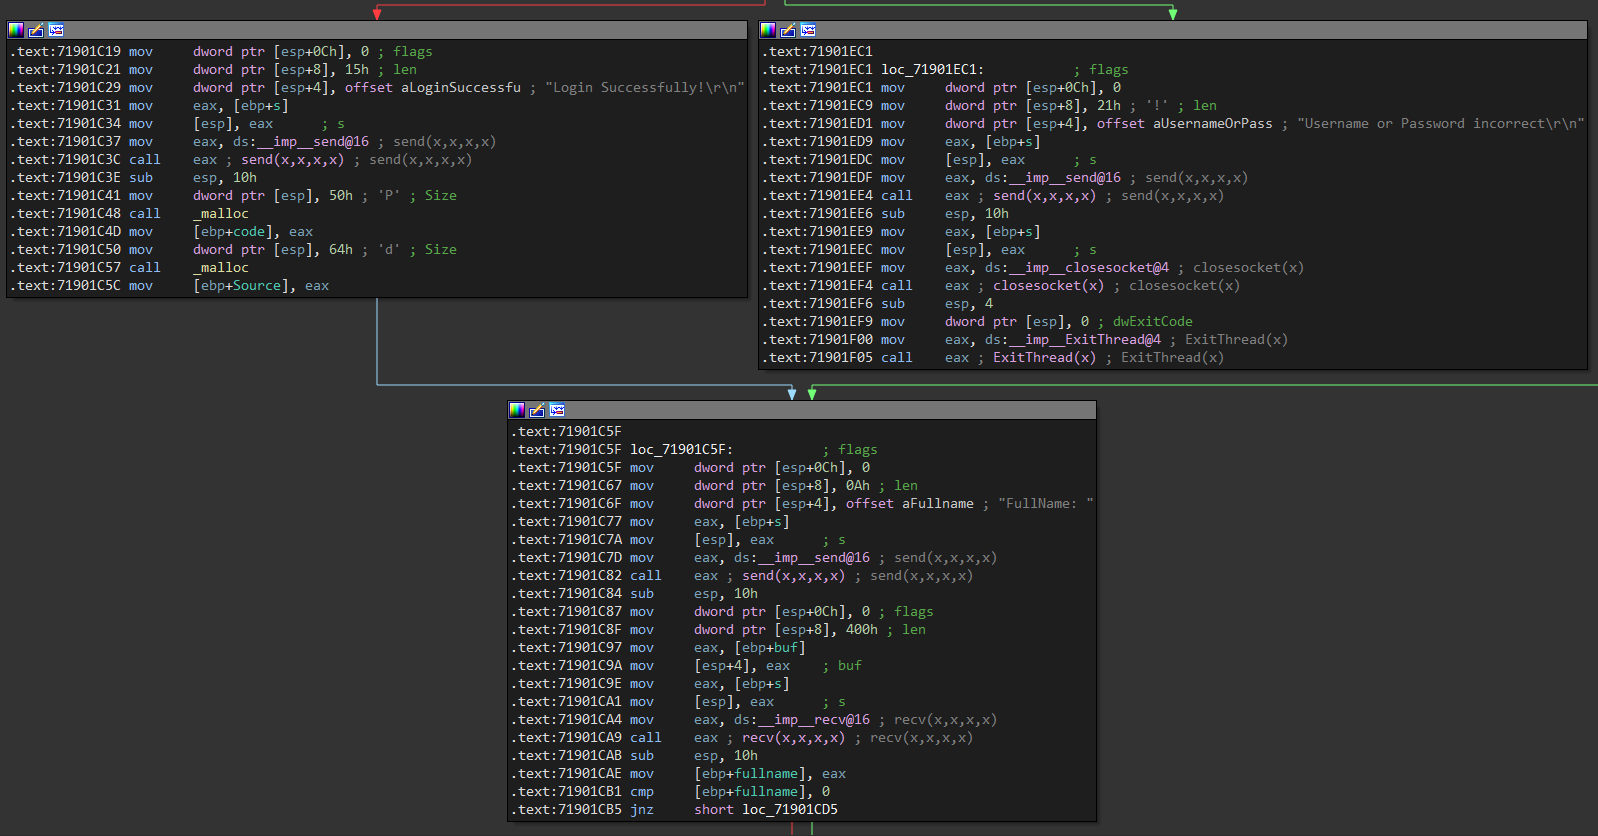 .text:71901C19 mov     dword ptr [esp+0Ch], 0 ; flags
.text:71901C21 mov     dword ptr [esp+8], 15h ; len
.text:71901C29 mov     dword ptr [esp+4], offset aLoginSuccessfu ; "Login Successfully!\r\n"
.text:71901C31 mov     eax, [ebp+s]
.text:71901C34 mov     [esp], eax      ; s
.text:71901C37 mov     eax, ds:__imp__send@16 ; send(x,x,x,x)
.text:71901C3C call    eax ; send(x,x,x,x) ; send(x,x,x,x)
.text:71901C3E sub     esp, 10h
.text:71901C41 mov     dword ptr [esp], 50h ; 'P' ; Size
.text:71901C48 call    _malloc
.text:71901C4D mov     [ebp+code], eax
.text:71901C50 mov     dword ptr [esp], 64h ; 'd' ; Size
.text:71901C57 call    _malloc
.text:71901C5C mov     [ebp+Source], eax
.text:71901EC1
.text:71901EC1 loc_71901EC1:           ; flags
.text:71901EC1 mov     dword ptr [esp+0Ch], 0
.text:71901EC9 mov     dword ptr [esp+8], 21h ; '!' ; len
.text:71901ED1 mov     dword ptr [esp+4], offset aUsernameOrPass ; "Username or Password incorrect\r\n"
.text:71901ED9 mov     eax, [ebp+s]
.text:71901EDC mov     [esp], eax      ; s
.text:71901EDF mov     eax, ds:__imp__send@16 ; send(x,x,x,x)
.text:71901EE4 call    eax ; send(x,x,x,x) ; send(x,x,x,x)
.text:71901EE6 sub     esp, 10h
.text:71901EE9 mov     eax, [ebp+s]
.text:71901EEC mov     [esp], eax      ; s
.text:71901EEF mov     eax, ds:__imp__closesocket@4 ; closesocket(x)
.text:71901EF4 call    eax ; closesocket(x) ; closesocket(x)
.text:71901EF6 sub     esp, 4
.text:71901EF9 mov     dword ptr [esp], 0 ; dwExitCode
.text:71901F00 mov     eax, ds:__imp__ExitThread@4 ; ExitThread(x)
.text:71901F05 call    eax ; ExitThread(x) ; ExitThread(x)
.text:71901C5F
.text:71901C5F loc_71901C5F:           ; flags
.text:71901C5F mov     dword ptr [esp+0Ch], 0
.text:71901C67 mov     dword ptr [esp+8], 0Ah ; len
.text:71901C6F mov     dword ptr [esp+4], offset aFullname ; "FullName: "
.text:71901C77 mov     eax, [ebp+s]
.text:71901C7A mov     [esp], eax      ; s
.text:71901C7D mov     eax, ds:__imp__send@16 ; send(x,x,x,x)
.text:71901C82 call    eax ; send(x,x,x,x) ; send(x,x,x,x)
.text:71901C84 sub     esp, 10h
.text:71901C87 mov     dword ptr [esp+0Ch], 0 ; flags
.text:71901C8F mov     dword ptr [esp+8], 400h ; len
.text:71901C97 mov     eax, [ebp+buf]
.text:71901C9A mov     [esp+4], eax    ; buf
.text:71901C9E mov     eax, [ebp+s]
.text:71901CA1 mov     [esp], eax      ; s
.text:71901CA4 mov     eax, ds:__imp__recv@16 ; recv(x,x,x,x)
.text:71901CA9 call    eax ; recv(x,x,x,x) ; recv(x,x,x,x)
.text:71901CAB sub     esp, 10h
.text:71901CAE mov     [ebp+fullname], eax
.text:71901CB1 cmp     [ebp+fullname], 0
.text:71901CB5 jnz     short loc_71901CD5